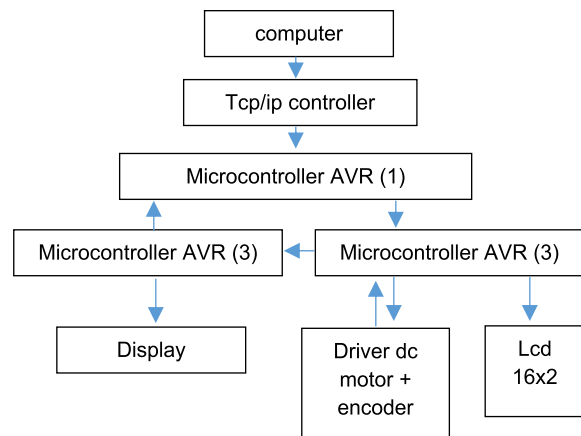 computer
Tcp/ip controller
Microcontroller AVR (1)
Microcontroller AVR (3)
Microcontroller AVR (3)
Display
Driver dc
motor +
encoder
Lcd
16x2